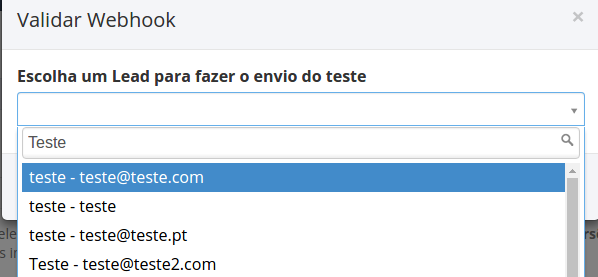 Validar Webhook
×
Escolha um Lead para fazer o envio do teste
Teste
teste - teste@teste.com
teste - teste
teste - teste@teste.pt
Teste - teste@teste2.com